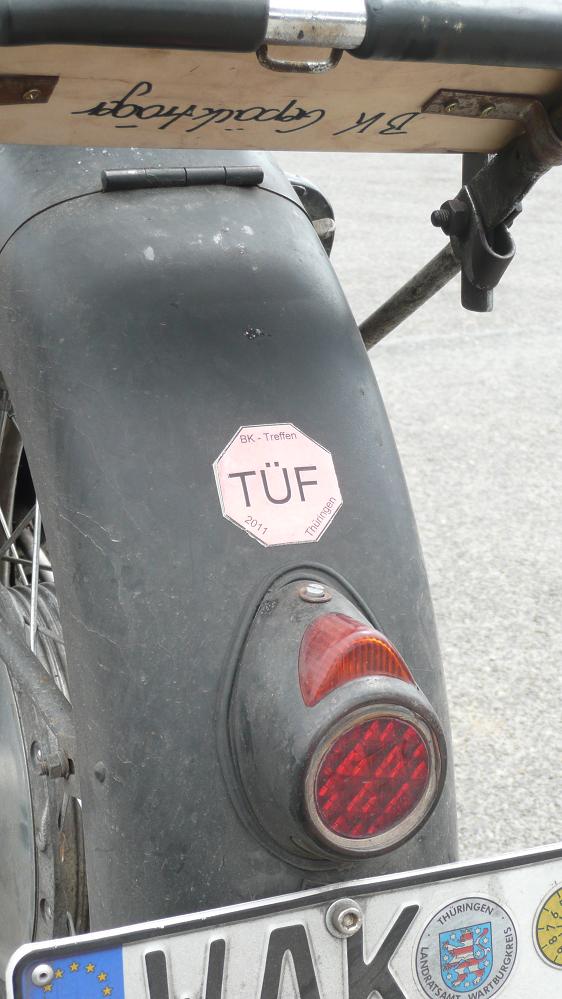 BK Gepäckträger
BK - Treffen
TÜF
2011 Thüringen
WAK
THÜRINGEN
LANDRATSAMT WARTBURGKREIS